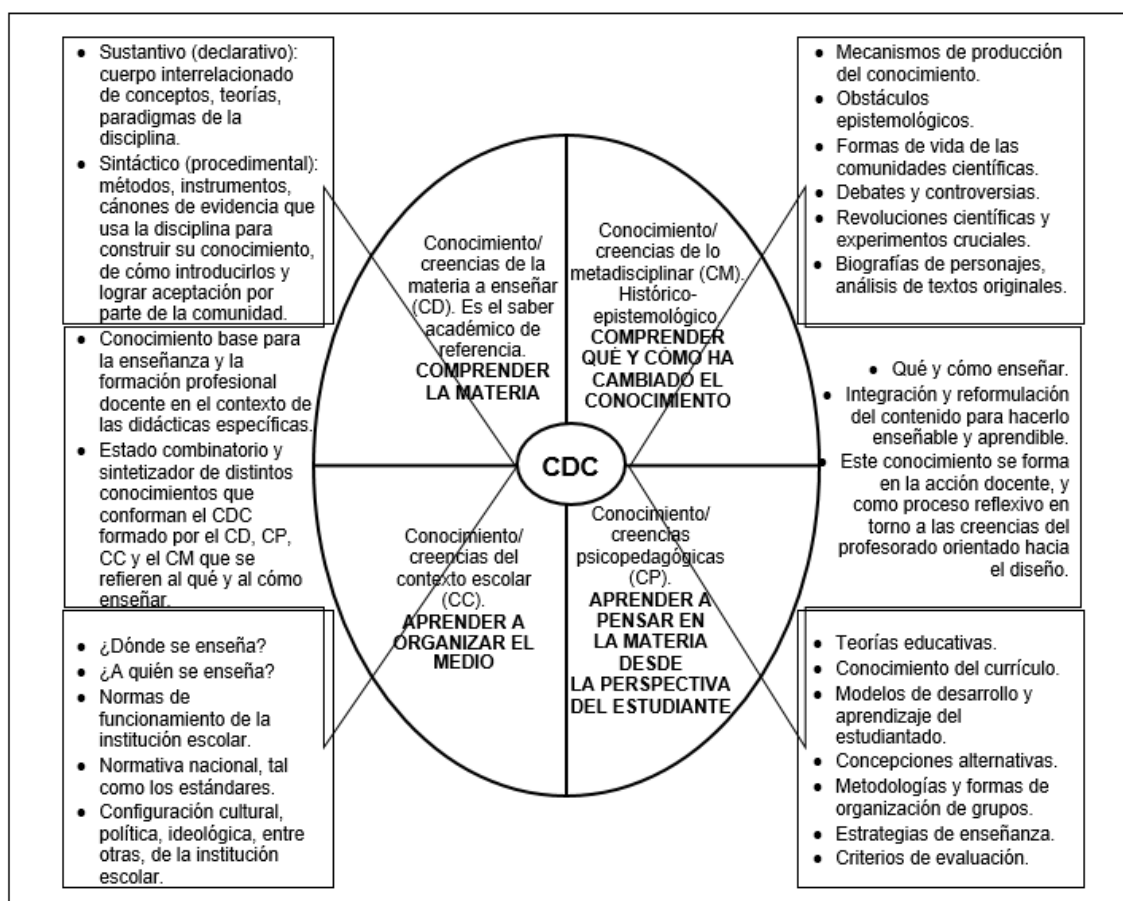 ● Sustantivo (declarativo):
cuerpo interrelacionado
de conceptos, teorías,
paradigmas de la
disciplina.
● Sintáctico (procedimental):
métodos, instrumentos,
cánones de evidencia que
usa la disciplina para
construir su conocimiento,
de cómo introducirlos y
lograr aceptación por
parte de la comunidad.
● Conocimiento base para
la enseñanza y la
formación profesional
docente en el contexto de
las didácticas específicas.
● Estado combinatorio y
sintetizador de distintos
conocimientos que
conforman el CDC
formado por el CD, CP,
CC y el CM que se
refieren al qué y al cómo
enseñar.
● ¿Dónde se enseña?
● ¿A quién se enseña?
● Normas de
funcionamiento de la
institución escolar.
● Normativa nacional, tal
como los estándares.
● Configuración cultural,
política, ideológica, entre
otras, de la institución
escolar.
Conocimiento/
creencias de la
materia a enseñar
(CD). Es el saber
académico de
referencia.
COMPRENDER
LA MATERIA
Conocimiento/
creencias de lo
metadisciplinar (CM).
Histórico-
epistemológico
COMPRENDER
QUÉ Y CÓMO HA
CAMBIADO EL
CONOCIMIENTO
CDC
Conocimiento/
creencias del
contexto escolar
(CC).
APRENDER A
ORGANIZAR EL
MEDIO
Conocimiento/
creencias
psicopedagógicas
(CP).
APRENDER A
PENSAR EN
LA MATERIA
DESDE
LA PERSPECTIVA
DEL ESTUDIANTE
● Mecanismos de producción
del conocimiento.
● Obstáculos
epistemológicos.
● Formas de vida de las
comunidades científicas.
● Debates y controversias.
● Revoluciones científicas y
experimentos cruciales.
● Biografías de personajes,
análisis de textos originales.
● Qué y cómo enseñar.
● Integración y reformulación
del contenido para hacerlo
enseñable y aprendible.
● Este conocimiento se forma
en la acción docente, y
como proceso reflexivo en
torno a las creencias del
profesorado orientado hacia
el diseño.
● Teorías educativas.
● Conocimiento del currículo.
● Modelos de desarrollo y
aprendizaje del
estudiantado.
● Concepciones alternativas.
● Metodologías y formas de
organización de grupos.
● Estrategias de enseñanza.
● Criterios de evaluación.